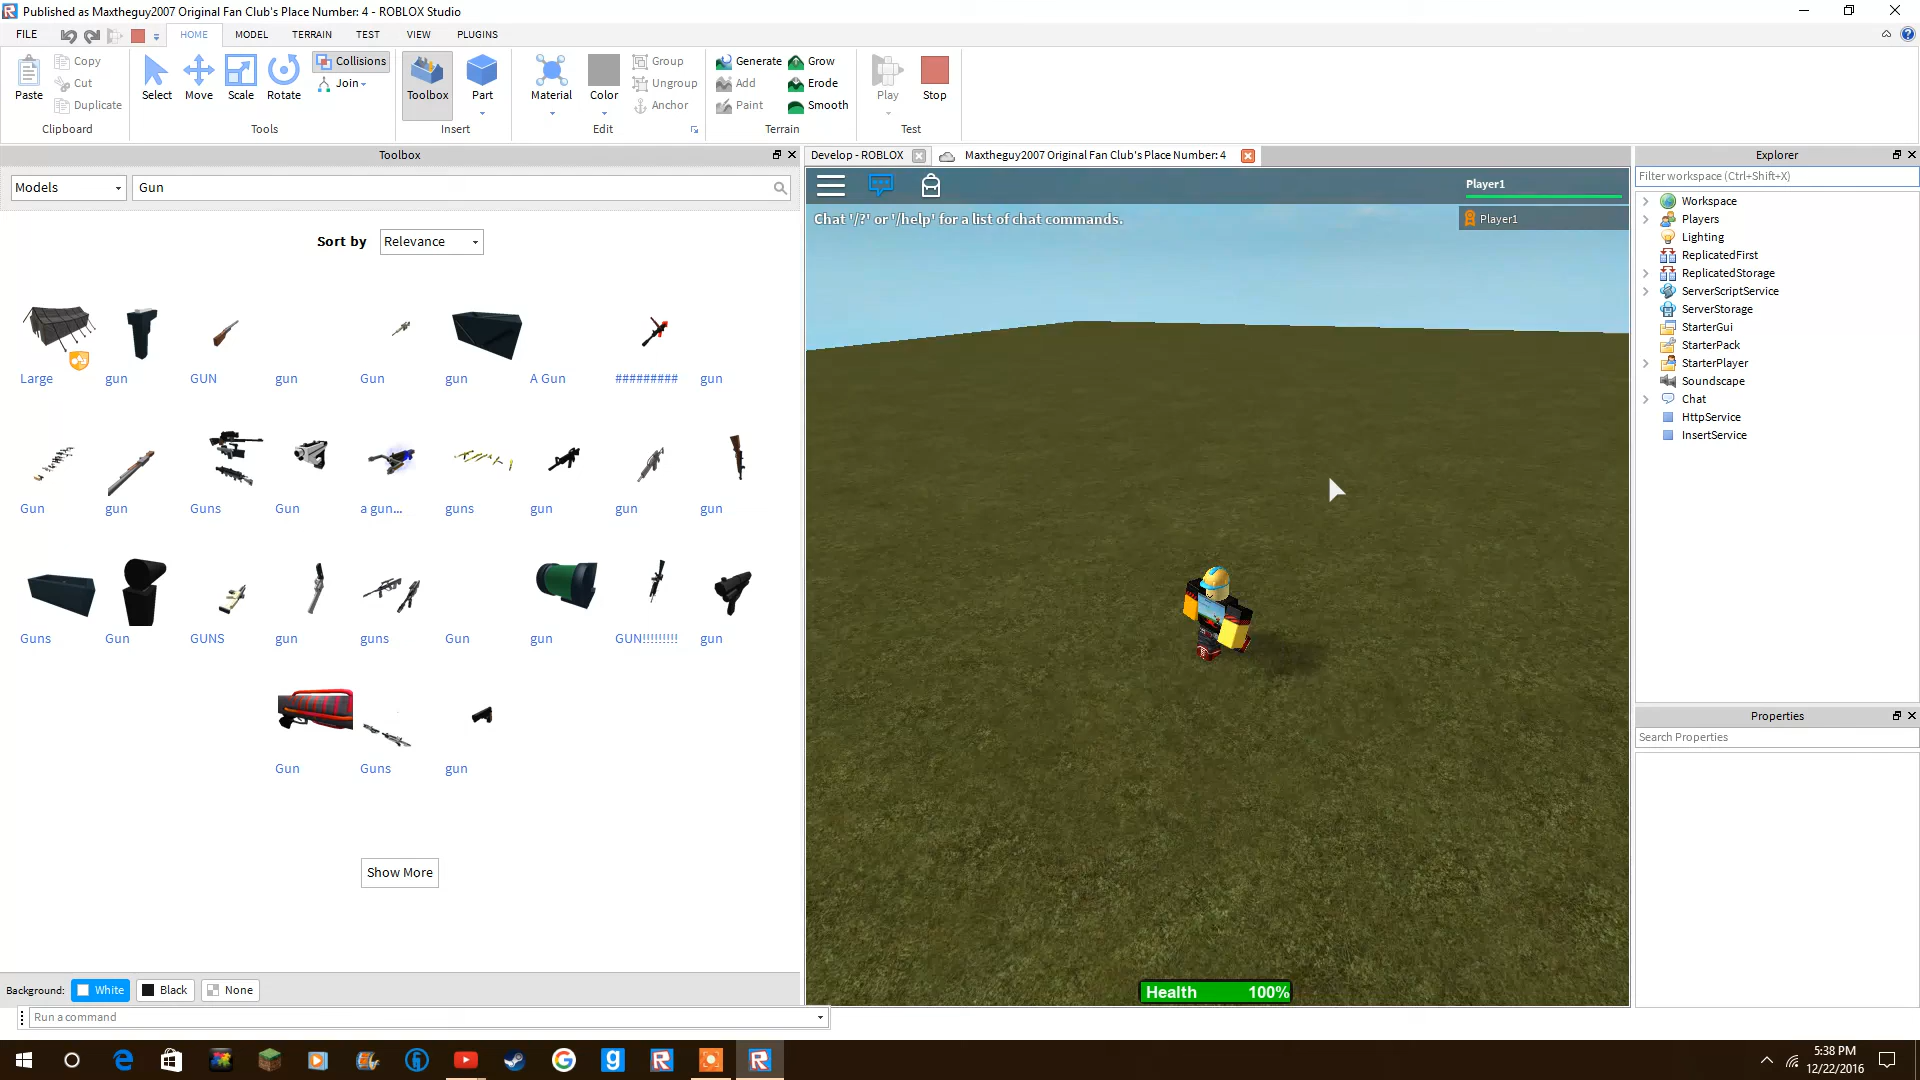 Published as Maxtheguy2007 Original Fan Club's Place Number: 4 - ROBLOX Studio
FILE HOME MODEL TERRAIN TEST VIEW PLUGINS
Paste Copy Cut Duplicate Clipboard
Select Move Scale Rotate Collisions Join Tools
Toolbox Part Insert
Material Color Group Ungroup Anchor Edit
Generate Add Paint Grow Erode Smooth Terrain
Play Stop Test
Toolbox
Models Gun
Sort by Relevance
Large gun GUN gun Gun gun A Gun ######### gun
Gun gun Guns Gun a gun... guns gun gun gun
Guns Gun GUNS gun guns Gun gun GUN!!!!!!!!! gun
Gun Guns gun
Show More
Background: White Black None
Run a command
Develop - ROBLOX Maxtheguy2007 Original Fan Club's Place Number: 4
Player1
Chat '/?' or '/help' for a list of chat commands.
Player1
Health 100%
Explorer
Filter workspace (Ctrl+Shift+X)
Workspace
Players
Lighting
ReplicatedFirst
ReplicatedStorage
ServerScriptService
ServerStorage
StarterGui
StarterPack
StarterPlayer
Soundscape
Chat
HttpService
InsertService
Properties
Search Properties
5:38 PM
12/22/2016